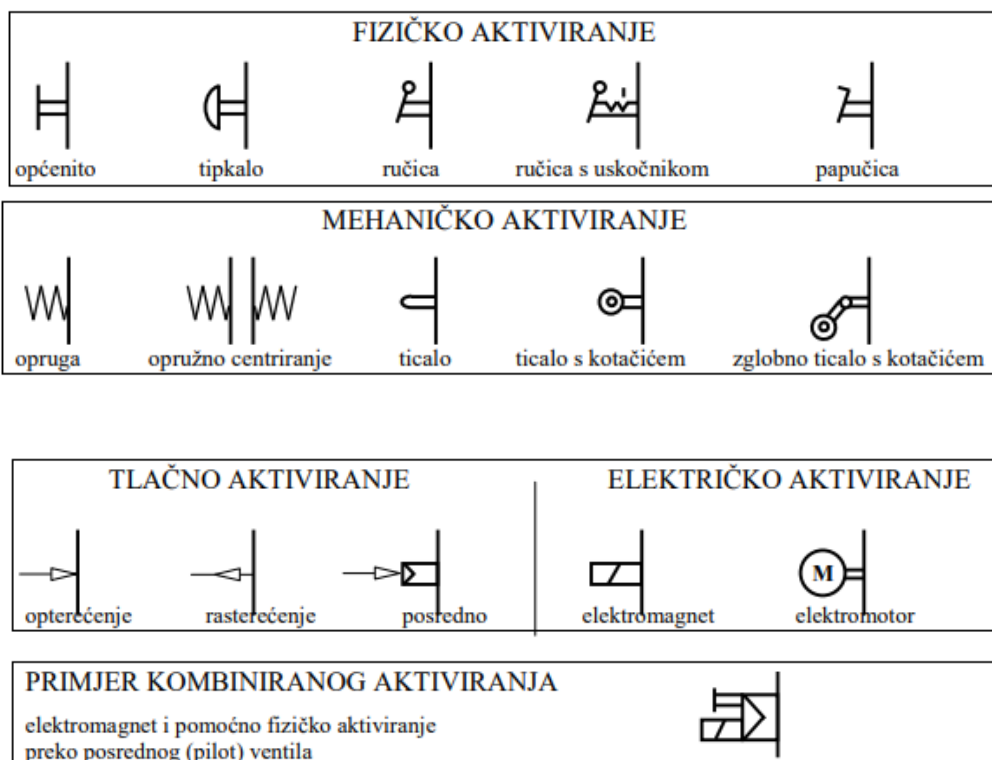 FIZIČKO AKTIVIRANJE
općenito tipkalo ručica ručica s uskočnikom papučica
MEHANIČKO AKTIVIRANJE
opruga opružno centriranje ticalo ticalo s kotačićem zglobno ticalo s kotačićem
TLAČNO AKTIVIRANJE ELEKTRIČKO AKTIVIRANJE
M
opterećenje rasterećenje posredno elektromagnet elektromotor
PRIMJER KOMBINIRANOG AKTIVIRANJA
elektromagnet i pomoćno fizičko aktiviranje
preko posrednog (pilot) ventila